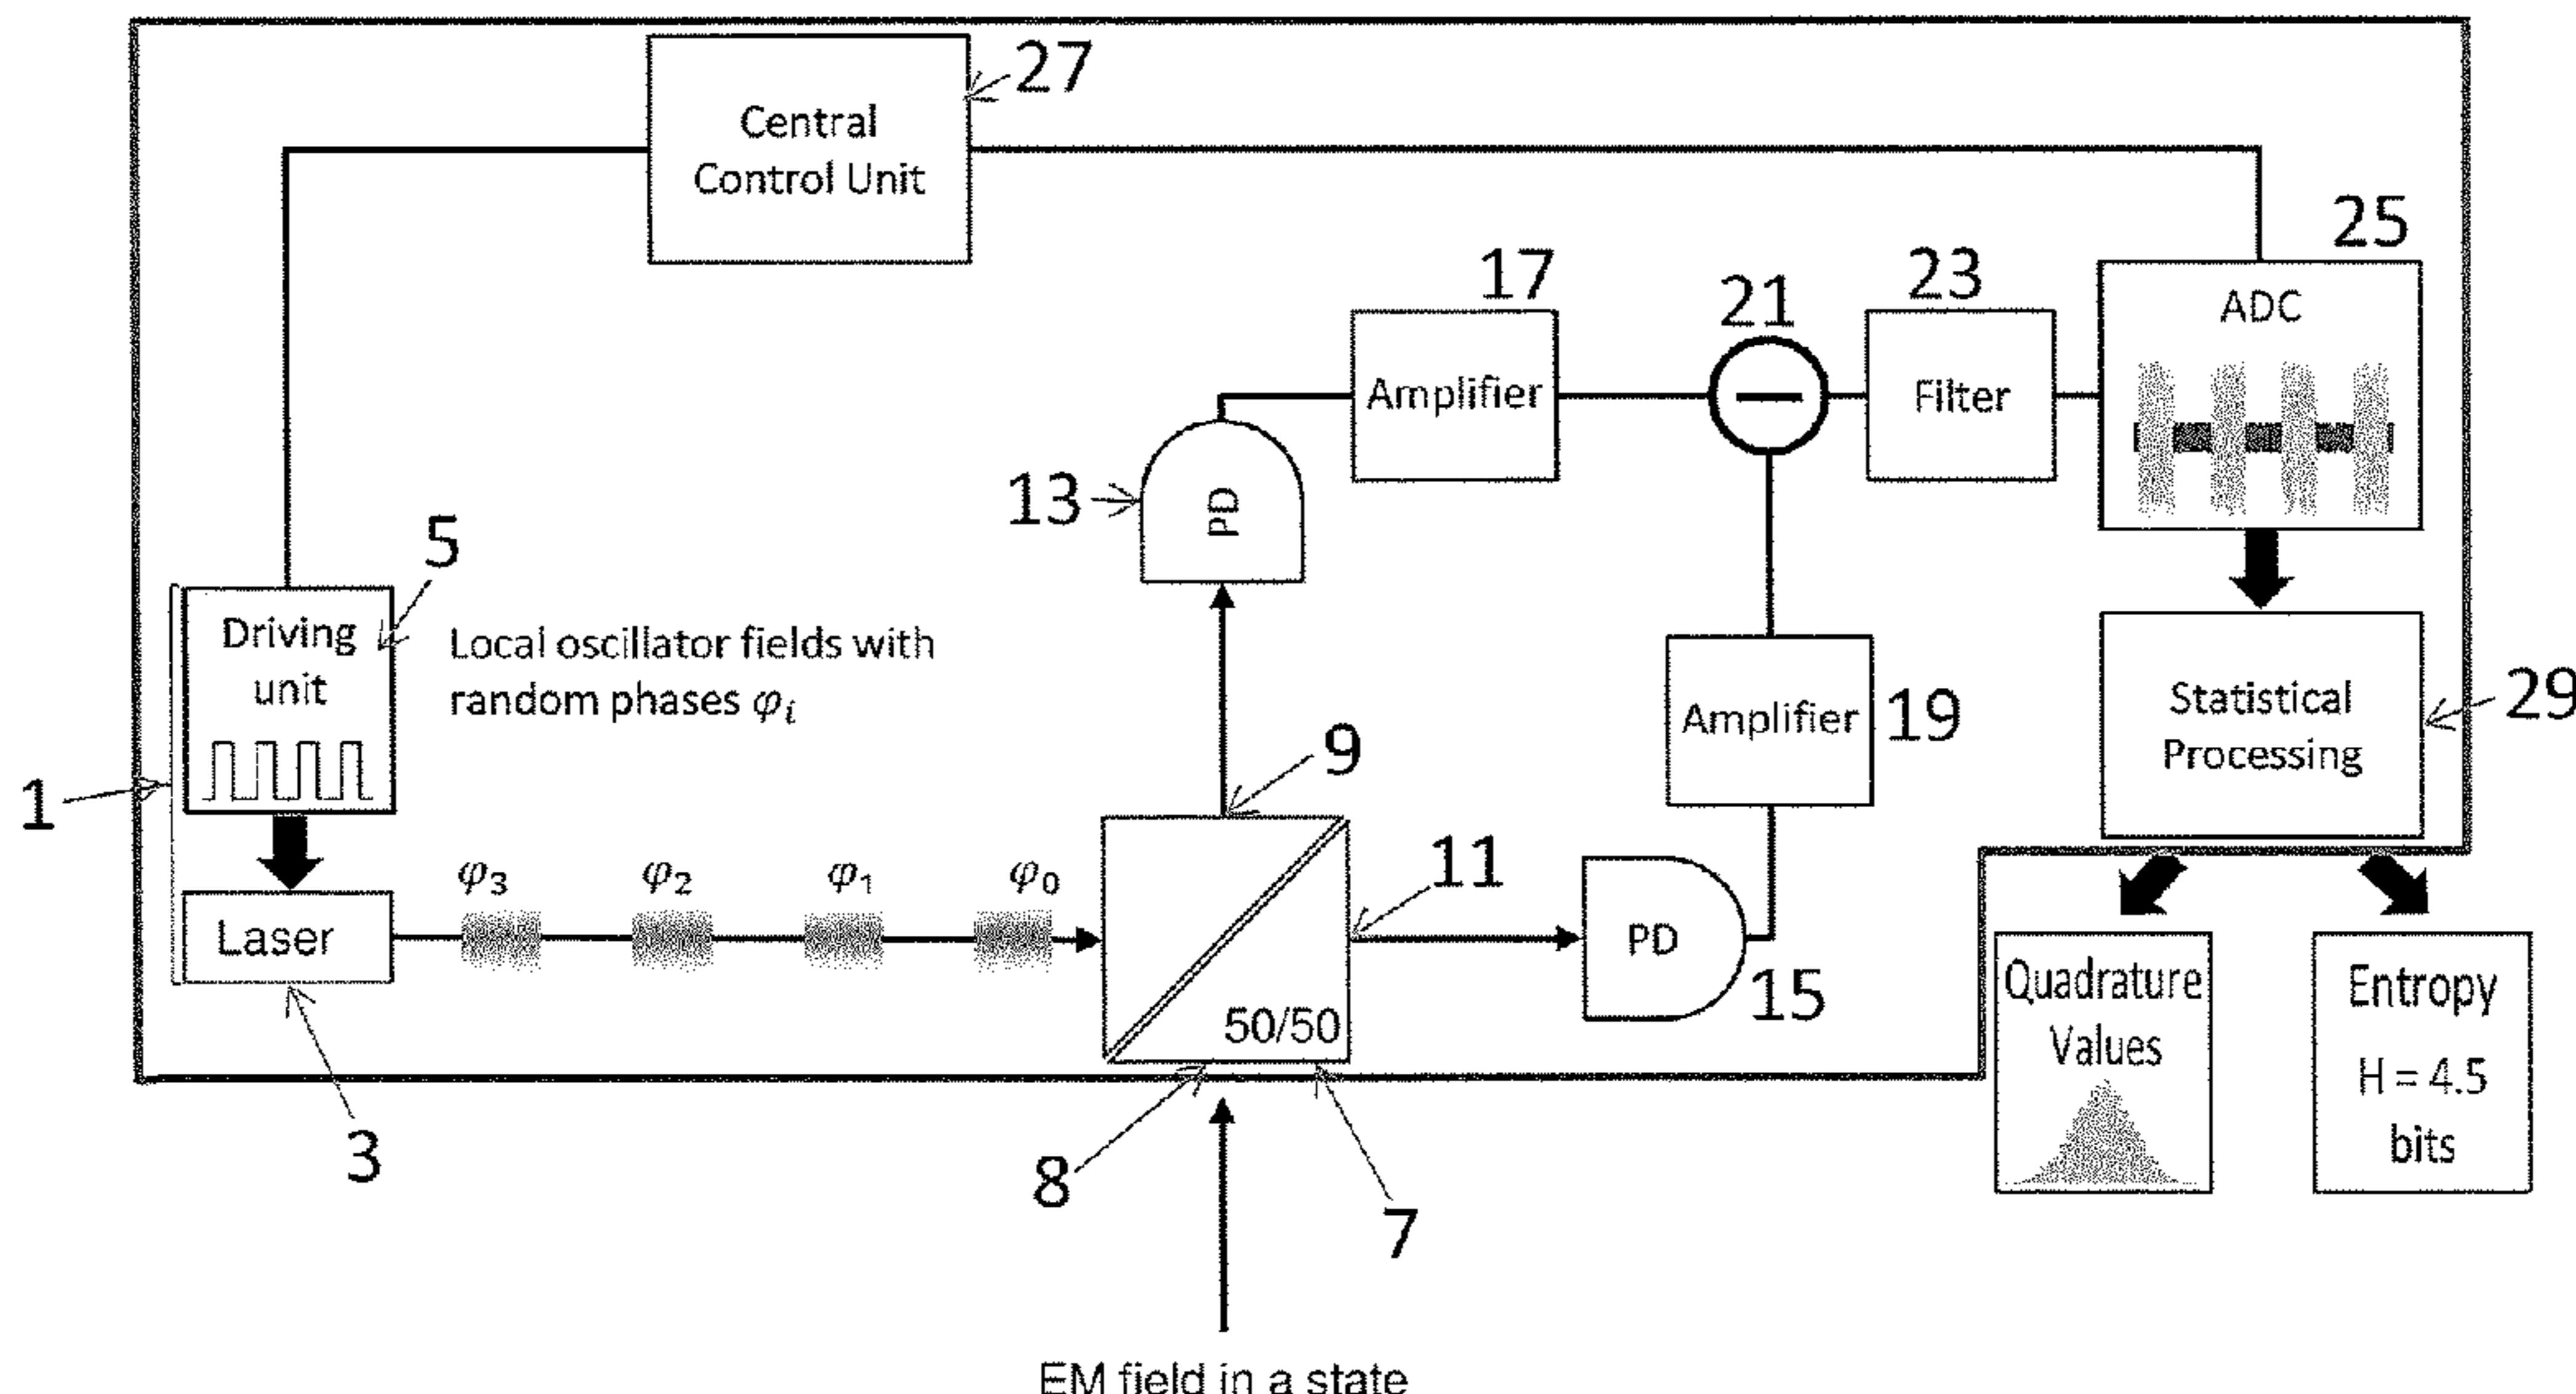 27
Central
Control Unit
25
ADC
17
Amplifier
21
23
Filter
13
PD
5
Driving
unit
Local oscillator fields with
random phases φᵢ
1
Amplifier
19
Statistical
Processing
29
9
11
φ₃
φ₂
φ₁
φ₀
Laser
PD
15
50/50
3
8
7
Quadrature
Values
Entropy
H = 4.5
bits
EM field in a state